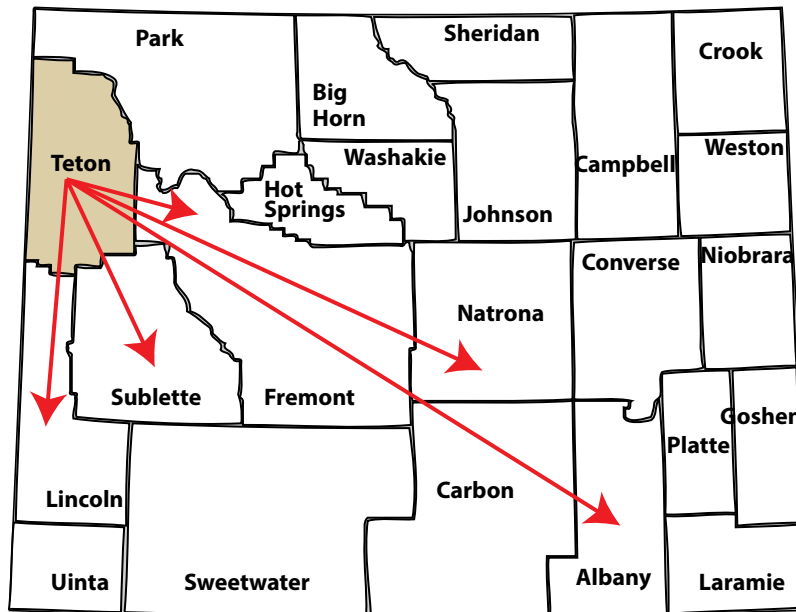 Sheridan
Park
Crook
Big
Horn
Weston
Washakie
Teton
Campbell
Hot
Springs
Johnson
Niobrara
Converse
Natrona
Sublette
Fremont
Goshen
Platte
Carbon
Lincoln
Albany
Uinta
Sweetwater
Laramie